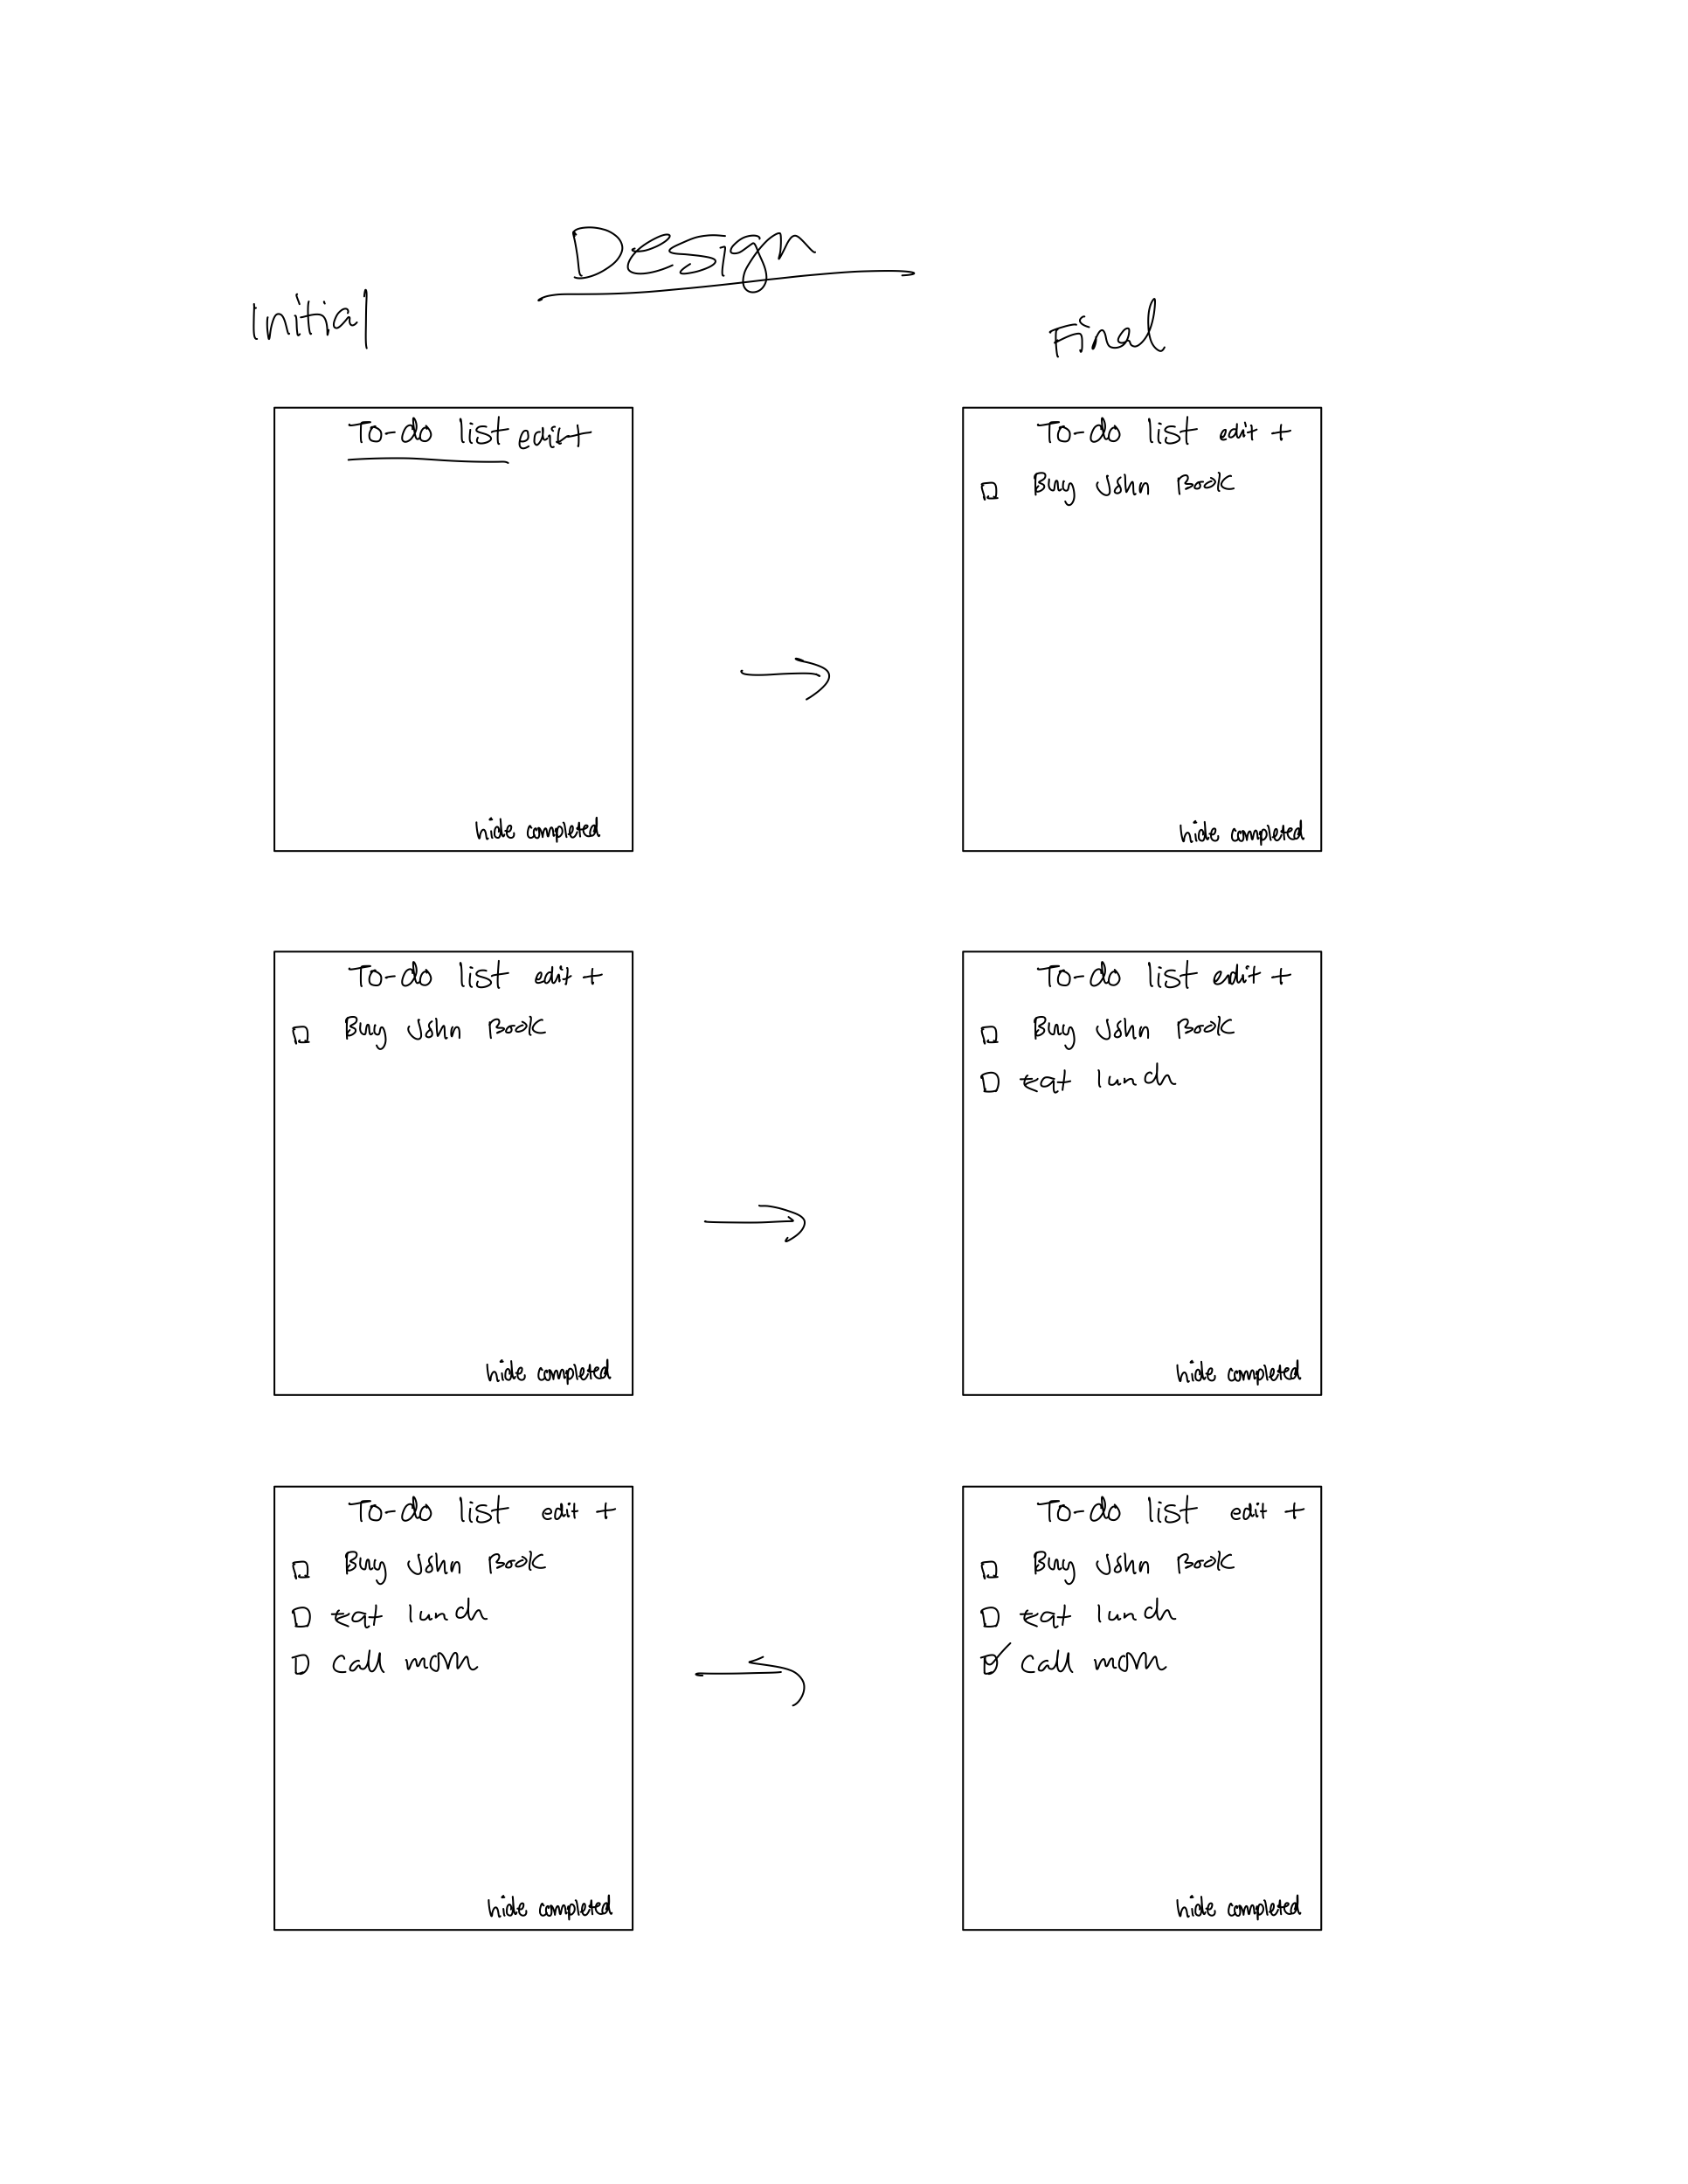 Design
Initial
Final
To-do list edit +
hide completed
To-do list edit +
Buy John Book
hide completed
To-do list edit +
Buy John Book
hide completed
To-do list edit +
Buy John Book
eat lunch
hide completed
To-do list edit +
Buy John Book
eat lunch
call mom
hide completed
To-do list edit +
Buy John Book
eat lunch
call mom
hide completed